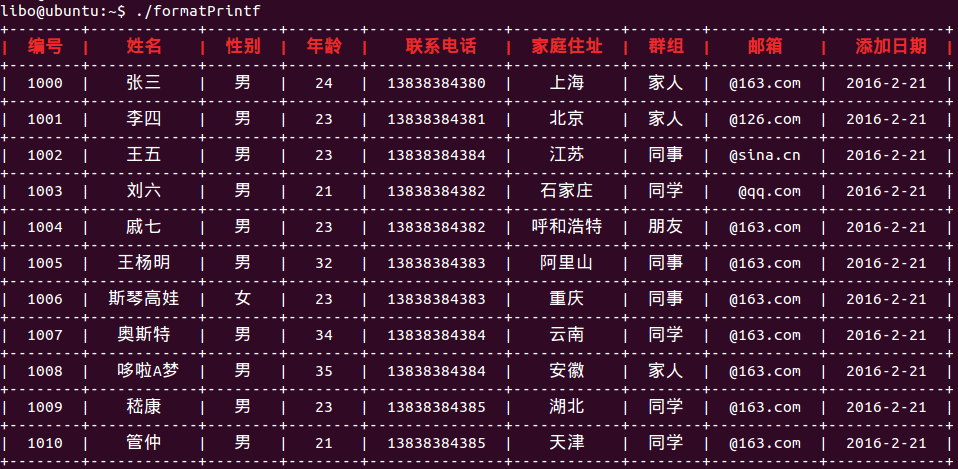 libo@ubuntu:~$ ./formatPrintf
+--------+------------+--------+--------+---------------+------------+--------+------------+-------------+
| 编号 | 姓名 | 性别 | 年龄 | 联系电话 | 家庭住址 | 群组 | 邮箱 | 添加日期 |
+--------+------------+--------+--------+---------------+------------+--------+------------+-------------+
| 1000 | 张三 | 男 | 24 | 13838384380 | 上海 | 家人 | @163.com | 2016-2-21 |
+--------+------------+--------+--------+---------------+------------+--------+------------+-------------+
| 1001 | 李四 | 男 | 23 | 13838384381 | 北京 | 家人 | @126.com | 2016-2-21 |
+--------+------------+--------+--------+---------------+------------+--------+------------+-------------+
| 1002 | 王五 | 男 | 23 | 13838384384 | 江苏 | 同事 | @sina.cn | 2016-2-21 |
+--------+------------+--------+--------+---------------+------------+--------+------------+-------------+
| 1003 | 刘六 | 男 | 21 | 13838384382 | 石家庄 | 同学 | @qq.com | 2016-2-21 |
+--------+------------+--------+--------+---------------+------------+--------+------------+-------------+
| 1004 | 戚七 | 男 | 23 | 13838384382 | 呼和浩特 | 朋友 | @163.com | 2016-2-21 |
+--------+------------+--------+--------+---------------+------------+--------+------------+-------------+
| 1005 | 王杨明 | 男 | 32 | 13838384383 | 阿里山 | 同事 | @163.com | 2016-2-21 |
+--------+------------+--------+--------+---------------+------------+--------+------------+-------------+
| 1006 | 斯琴高娃 | 女 | 23 | 13838384383 | 重庆 | 同事 | @163.com | 2016-2-21 |
+--------+------------+--------+--------+---------------+------------+--------+------------+-------------+
| 1007 | 奥斯特 | 男 | 34 | 13838384384 | 云南 | 同学 | @163.com | 2016-2-21 |
+--------+------------+--------+--------+---------------+------------+--------+------------+-------------+
| 1008 | 哆啦A梦 | 男 | 35 | 13838384384 | 安徽 | 家人 | @163.com | 2016-2-21 |
+--------+------------+--------+--------+---------------+------------+--------+------------+-------------+
| 1009 | 嵇康 | 男 | 23 | 13838384385 | 湖北 | 同学 | @163.com | 2016-2-21 |
+--------+------------+--------+--------+---------------+------------+--------+------------+-------------+
| 1010 | 管仲 | 男 | 21 | 13838384385 | 天津 | 同学 | @163.com | 2016-2-21 |
+--------+------------+--------+--------+---------------+------------+--------+------------+-------------+